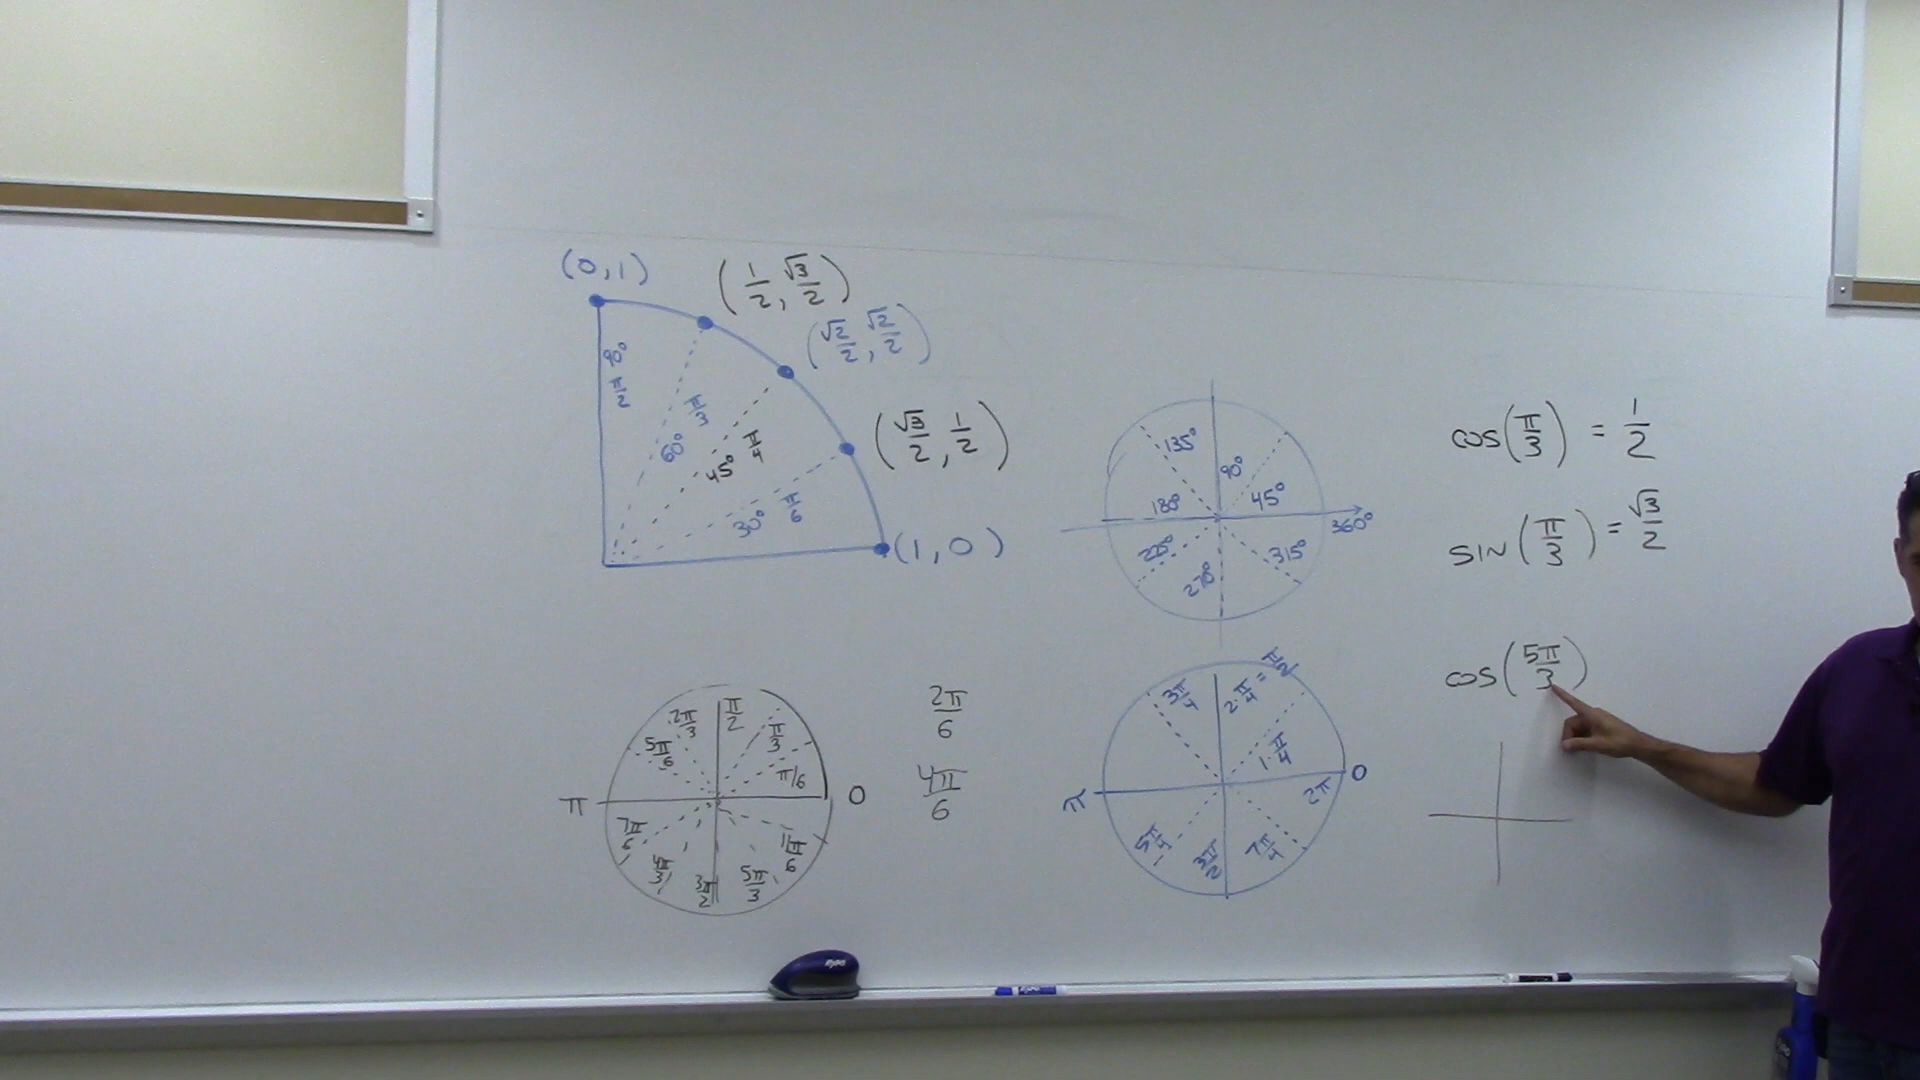 (0,1)
(1/2, √3/2)
(√2/2, √2/2)
(√3/2, 1/2)
(1,0)
90° π/2
60° π/3
45° π/4
30° π/6
135°
90°
45°
180°
360°
225°
270°
315°
cos(π/3) = 1/2
SIN(π/3) = √3/2
cos(5π/3)
π/2
2π/3
π/3
5π/6
π/6
π
0
7π/6
4π/3
3π/2
5π/3
11π/6
2π/6
4π/6
3π/4
2·π/4 = π/2
1·π/4
π
0
2π
5π/4
3π/2
7π/4
EXPO